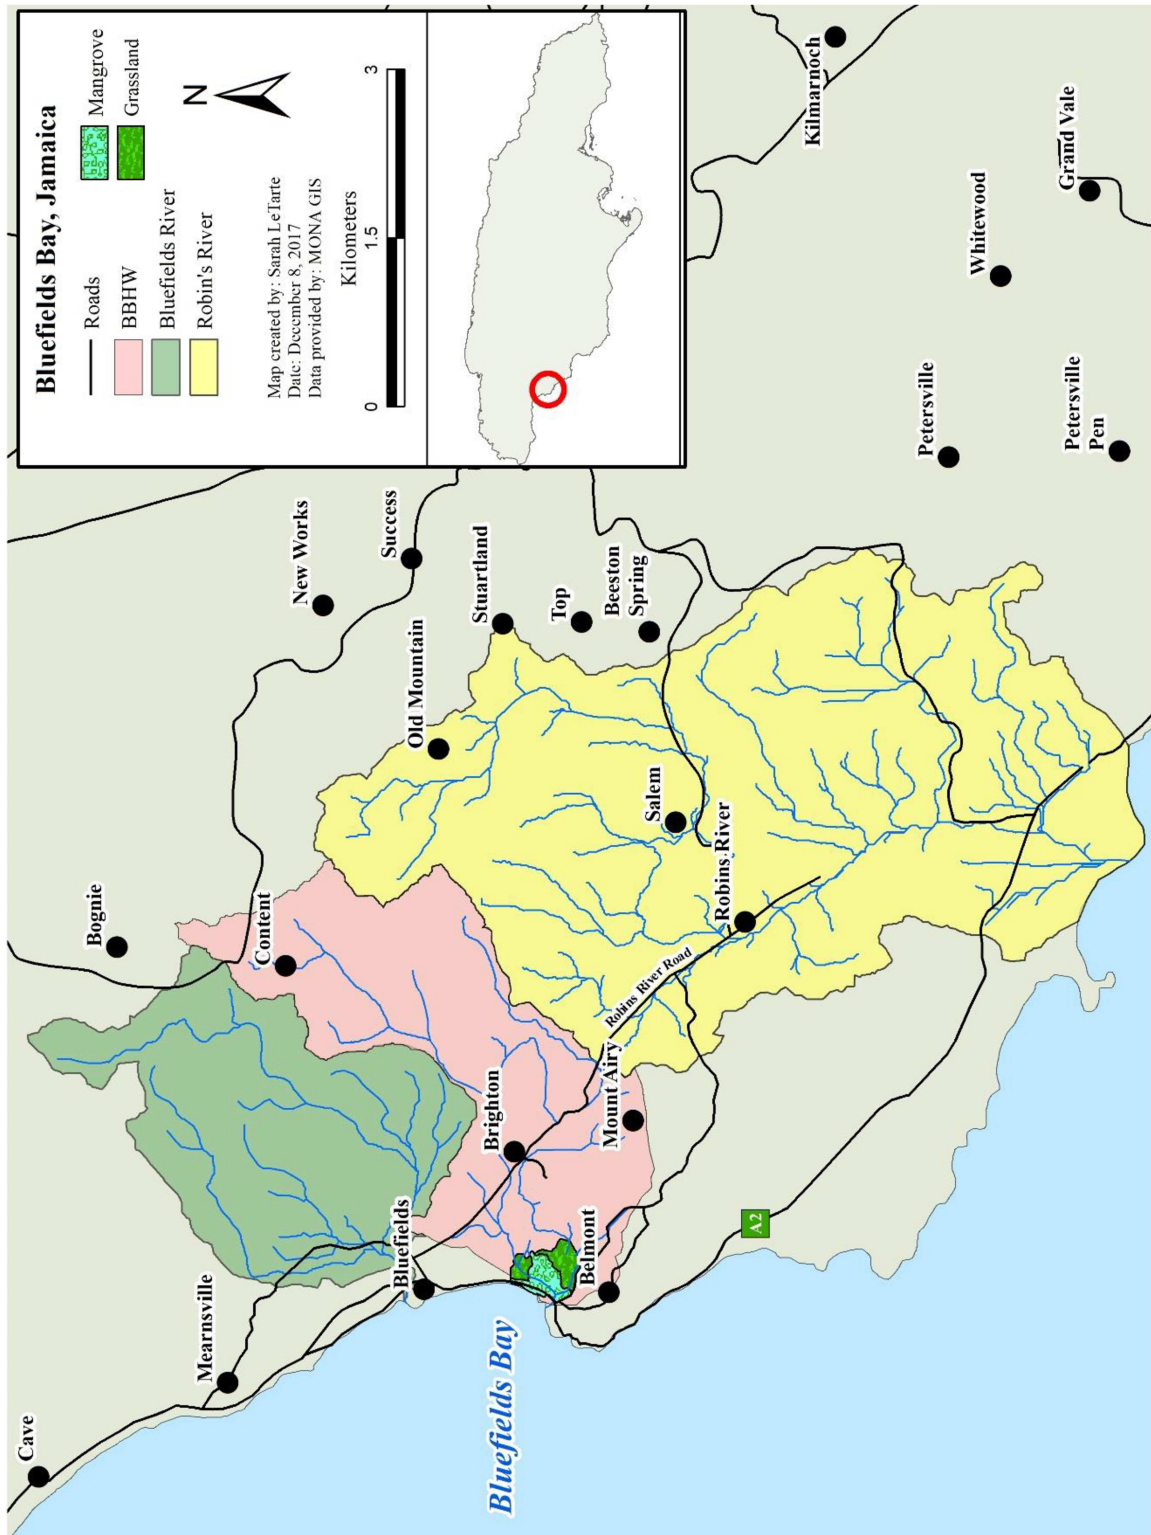 Bluefields Bay, Jamaica
Roads
BBHW
Bluefields River
Robin's River
Mangrove
Grassland
N
Map created by: Sarah LeTarte
Date: December 8, 2017
Data provided by: MONA GIS
Kilometers
0
1.5
3
Cave
Mearnsville
Bognie
Content
New Works
Success
Bluefields
Old Mountain
Stuartland
Bluefields Bay
Brighton
Top
Belmont
Mount Airy
Robins River Road
Salem
Beeston
Spring
Robins River
A2
Kilmarnoch
Petersville
Whitewood
Petersville
Pen
Grand Vale